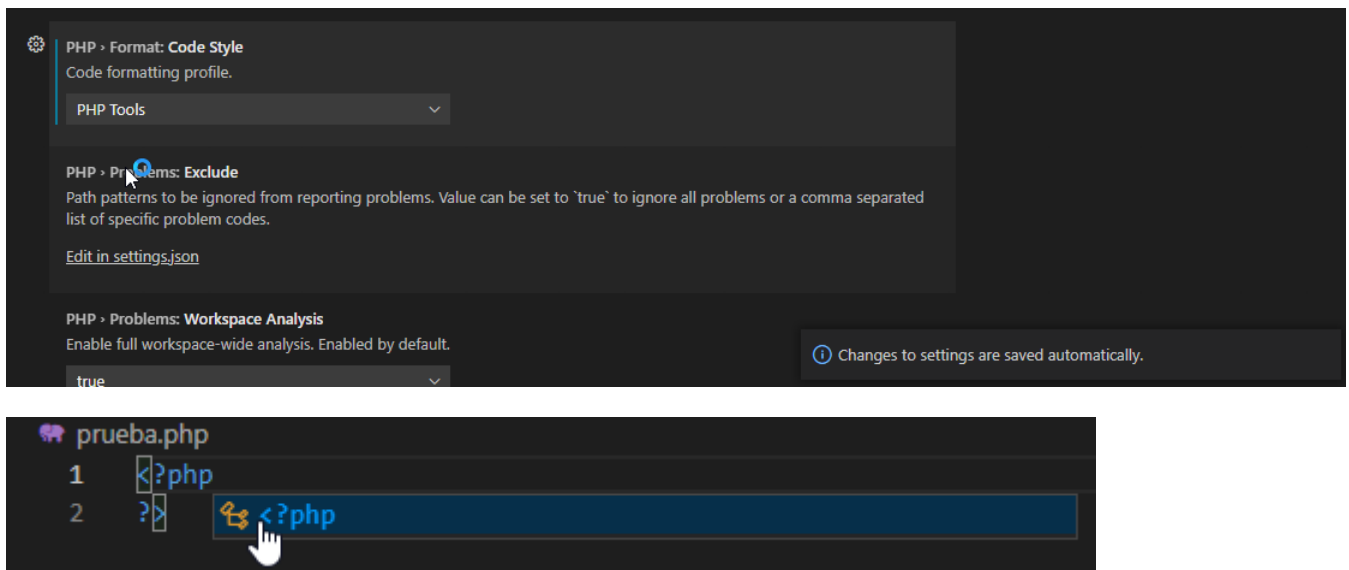 PHP › Format: Code Style
Code formatting profile.
PHP Tools
PHP › Problems: Exclude
Path patterns to be ignored from reporting problems. Value can be set to `true` to ignore all problems or a comma separated
list of specific problem codes.
Edit in settings.json
PHP › Problems: Workspace Analysis
Enable full workspace-wide analysis. Enabled by default.
Changes to settings are saved automatically.
true
prueba.php
1 <?php
2 ?> <?php